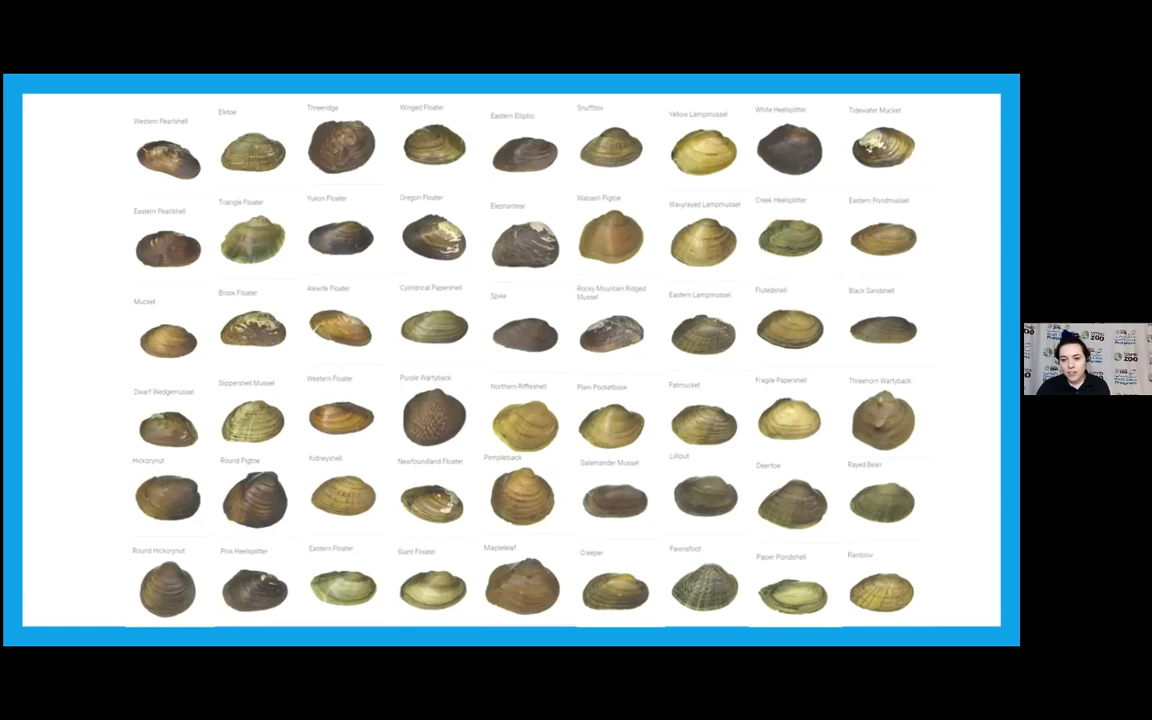 Western Pearlshell
Elktoe
Threeridge
Winged Floater
Eastern Elliptio
Snuffbox
Yellow Lampmussel
White Heelsplitter
Tidewater Mucket
Eastern Pearlshell
Triangle Floater
Yukon Floater
Oregon Floater
Elephantear
Wabash Pigtoe
Wavyrayed Lampmussel
Creek Heelsplitter
Eastern Pondmussel
Mucket
Brook Floater
Alewife Floater
Cylindrical Papershell
Spike
Rocky Mountain Ridged
Mussel
Eastern Lampmussel
Flutedshell
Black Sandshell
Dwarf Wedgemussel
Slippershell Mussel
Western Floater
Purple Wartyback
Northern Riffleshell
Plain Pocketbook
Fatmucket
Fragile Papershell
Threehorn Wartyback
Hickorynut
Round Pigtoe
Kidneyshell
Newfoundland Floater
Pimpleback
Salamander Mussel
Lilliput
Deertoe
Rayed Bean
Round Hickorynut
Pink Heelsplitter
Eastern Floater
Giant Floater
Mapleleaf
Creeper
Fawnsfoot
Paper Pondshell
Rainbow
ZOO